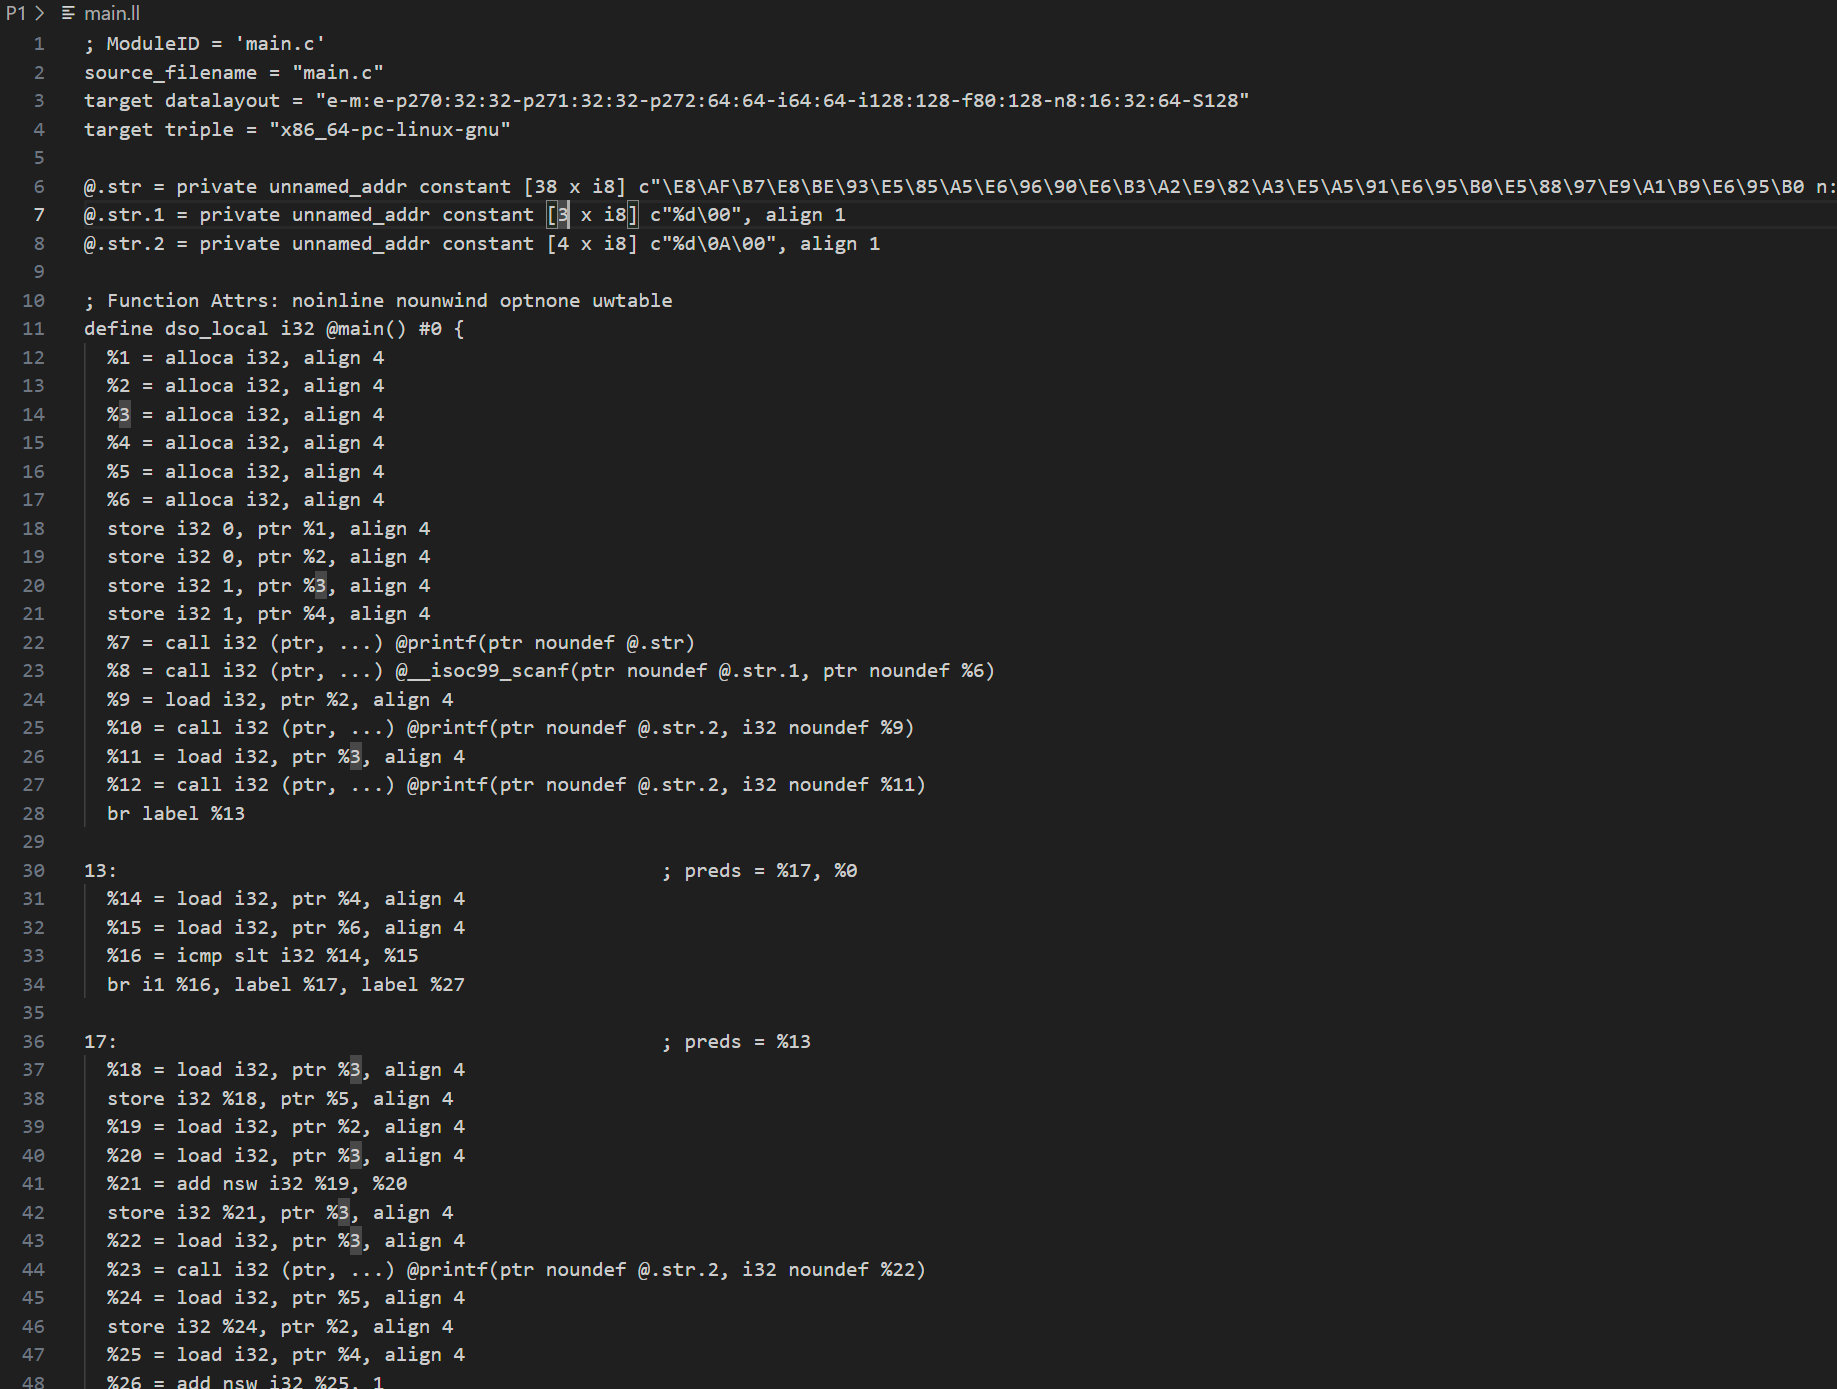 P1 > main.ll
1 ; ModuleID = 'main.c'
2 source_filename = "main.c"
3 target datalayout = "e-m:e-p270:32:32-p271:32:32-p272:64:64-i64:64-i128:128-f80:128-n8:16:32:64-S128"
4 target triple = "x86_64-pc-linux-gnu"
5
6 @.str = private unnamed_addr constant [38 x i8] c"\E8\AF\B7\E8\BE\93\E5\85\A5\E6\96\90\E6\B3\A2\E9\82\A3\E5\A5\91\E6\95\B0\E5\88\97\E9\A1\B9\E6\95\B0 n:
7 @.str.1 = private unnamed_addr constant [3 x i8] c"%d\00", align 1
8 @.str.2 = private unnamed_addr constant [4 x i8] c"%d\0A\00", align 1
9
10 ; Function Attrs: noinline nounwind optnone uwtable
11 define dso_local i32 @main() #0 {
12 %1 = alloca i32, align 4
13 %2 = alloca i32, align 4
14 %3 = alloca i32, align 4
15 %4 = alloca i32, align 4
16 %5 = alloca i32, align 4
17 %6 = alloca i32, align 4
18 store i32 0, ptr %1, align 4
19 store i32 0, ptr %2, align 4
20 store i32 1, ptr %3, align 4
21 store i32 1, ptr %4, align 4
22 %7 = call i32 (ptr, ...) @printf(ptr noundef @.str)
23 %8 = call i32 (ptr, ...) @__isoc99_scanf(ptr noundef @.str.1, ptr noundef %6)
24 %9 = load i32, ptr %2, align 4
25 %10 = call i32 (ptr, ...) @printf(ptr noundef @.str.2, i32 noundef %9)
26 %11 = load i32, ptr %3, align 4
27 %12 = call i32 (ptr, ...) @printf(ptr noundef @.str.2, i32 noundef %11)
28 br label %13
29
30 13: ; preds = %17, %0
31 %14 = load i32, ptr %4, align 4
32 %15 = load i32, ptr %6, align 4
33 %16 = icmp slt i32 %14, %15
34 br i1 %16, label %17, label %27
35
36 17: ; preds = %13
37 %18 = load i32, ptr %3, align 4
38 store i32 %18, ptr %5, align 4
39 %19 = load i32, ptr %2, align 4
40 %20 = load i32, ptr %3, align 4
41 %21 = add nsw i32 %19, %20
42 store i32 %21, ptr %3, align 4
43 %22 = load i32, ptr %3, align 4
44 %23 = call i32 (ptr, ...) @printf(ptr noundef @.str.2, i32 noundef %22)
45 %24 = load i32, ptr %5, align 4
46 store i32 %24, ptr %2, align 4
47 %25 = load i32, ptr %4, align 4
48 %26 = add nsw i32 %25, 1